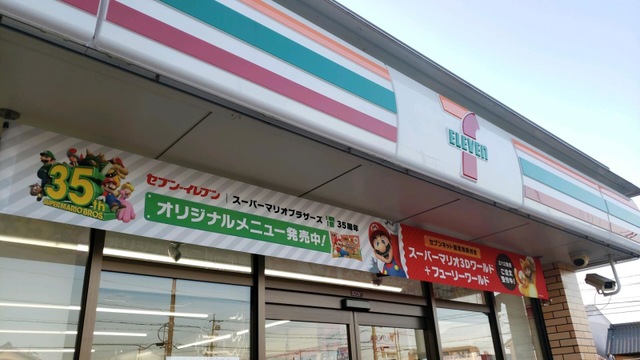 7
ELEVEN
35
th
SUPER MARIO BROS.
セブン-イレブン | スーパーマリオブラザーズ 35周年
オリジナルメニュー発売中!
スーパーマリオ3Dワールド
+フューリーワールド